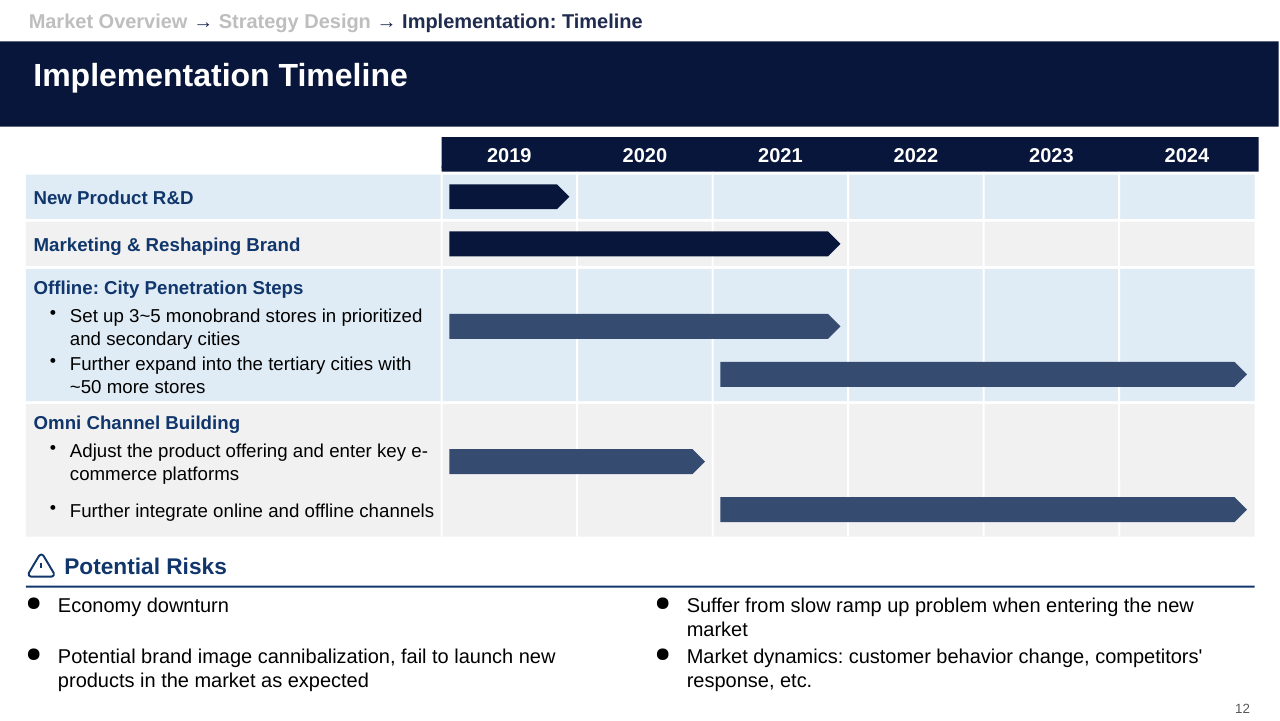 Market Overview → Strategy Design → Implementation: Timeline
Implementation Timeline
2019 2020 2021 2022 2023 2024
New Product R&D
Marketing & Reshaping Brand
Offline: City Penetration Steps
• Set up 3~5 monobrand stores in prioritized
and secondary cities
• Further expand into the tertiary cities with
~50 more stores
Omni Channel Building
• Adjust the product offering and enter key e-
commerce platforms
• Further integrate online and offline channels
Potential Risks
● Economy downturn
● Potential brand image cannibalization, fail to launch new
products in the market as expected
● Suffer from slow ramp up problem when entering the new
market
● Market dynamics: customer behavior change, competitors'
response, etc.
12